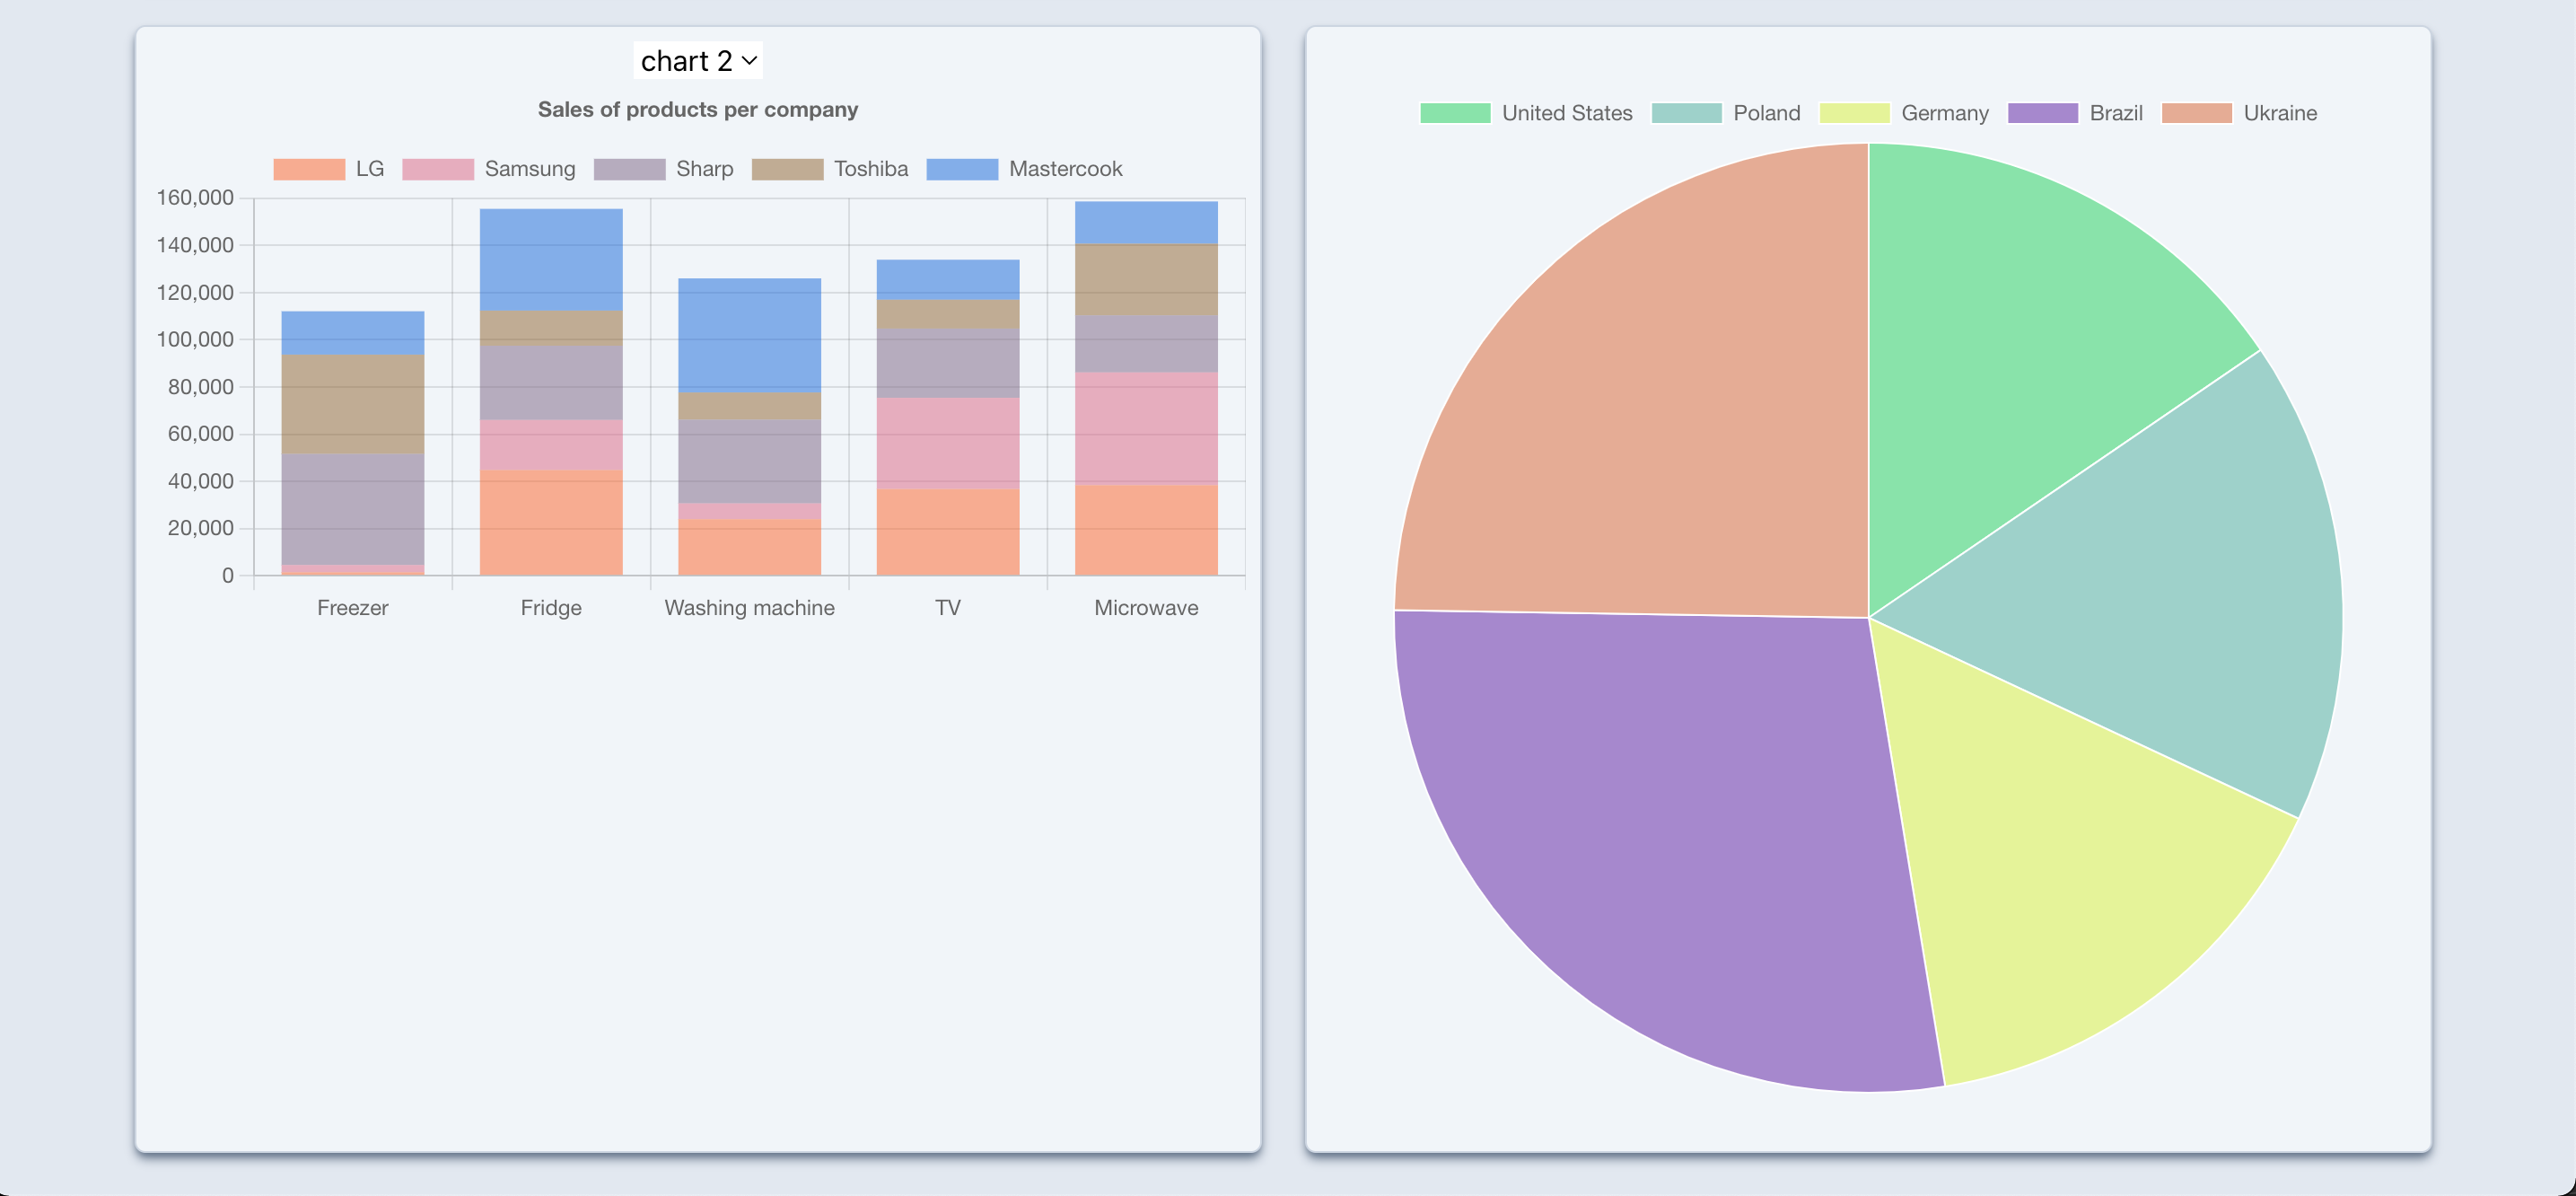 chart 2
Sales of products per company
LG Samsung Sharp Toshiba Mastercook
160,000
140,000
120,000
100,000
80,000
60,000
40,000
20,000
0
Freezer Fridge Washing machine TV Microwave
United States Poland Germany Brazil Ukraine